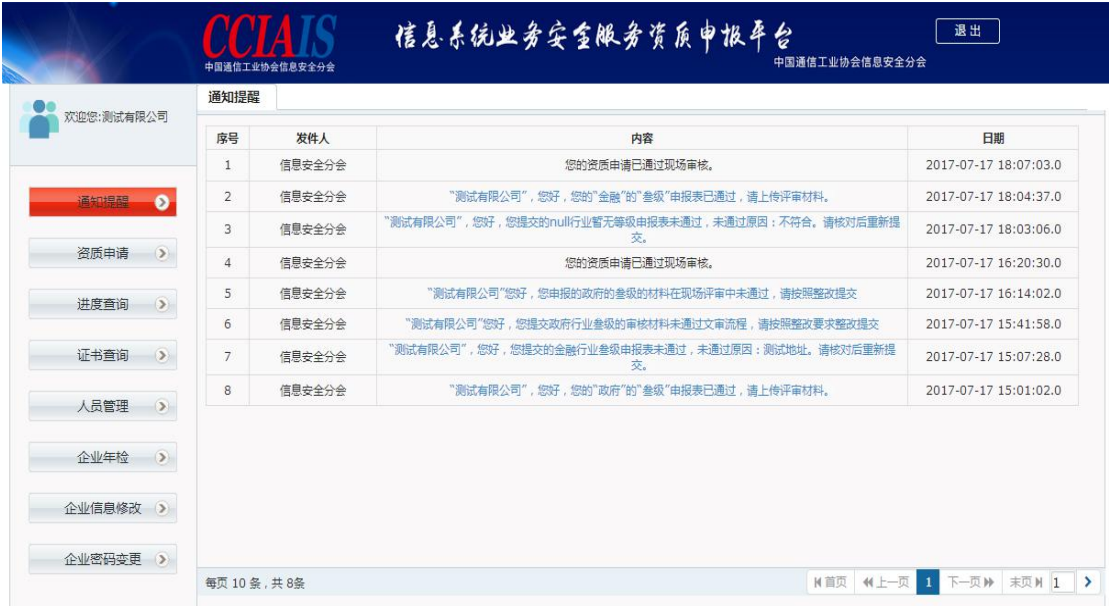 CCIAIS
中国通信工业协会信息安全分会
信息系统业务安全服务资质申报平台
中国通信工业协会信息安全分会
退出
欢迎您:测试有限公司
通知提醒
资质申请
进度查询
证书查询
人员管理
企业年检
企业信息修改
企业密码变更
通知提醒
序号 发件人 内容 日期
1 信息安全分会 您的资质申请已通过现场审核。 2017-07-17 18:07:03.0
2 信息安全分会 “测试有限公司”，您好，您的“金融”的“叁级”申报表已通过，请上传评审材料。 2017-07-17 18:04:37.0
3 信息安全分会 “测试有限公司”，您好，您提交的null行业暂无等级申报表未通过，未通过原因：不符合。请核对后重新提 2017-07-17 18:03:06.0
交。
4 信息安全分会 您的资质申请已通过现场审核。 2017-07-17 16:20:30.0
5 信息安全分会 “测试有限公司”您好，您申报的政府的叁级的材料在现场评审中未通过，请按照整改提交 2017-07-17 16:14:02.0
6 信息安全分会 “测试有限公司”您好，您提交政府行业叁级的审核材料未通过文审流程，请按照整改要求整改提交 2017-07-17 15:41:58.0
7 信息安全分会 “测试有限公司”，您好，您提交的金融行业叁级申报表未通过，未通过原因：测试地址。请核对后重新提 2017-07-17 15:07:28.0
交。
8 信息安全分会 “测试有限公司”，您好，您的“政府”的“叁级”申报表已通过，请上传评审材料。 2017-07-17 15:01:02.0
每页 10 条，共 8条
首页 上一页 1 下一页 末页 1